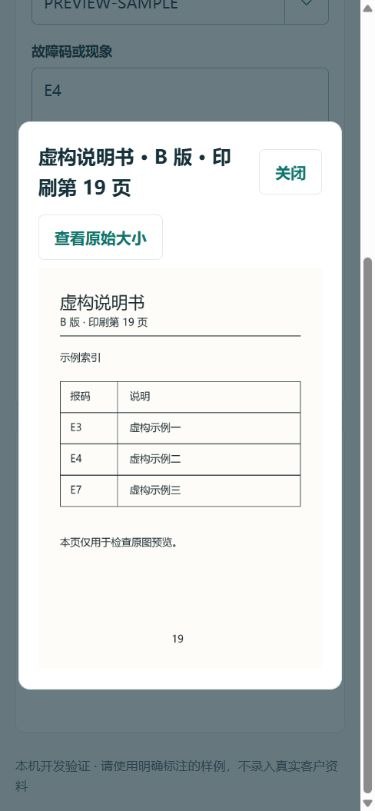 PREVIEW-SAMPLE
故障码或现象
E4
虚构说明书 · B 版 · 印
刷第 19 页
关闭
查看原始大小
虚构说明书
B 版 · 印刷第 19 页
示例索引
报码 说明
E3 虚构示例一
E4 虚构示例二
E7 虚构示例三
本页仅用于检查原图预览。
19
本机开发验证 · 请使用明确标注的样例，不录入真实客户资
料